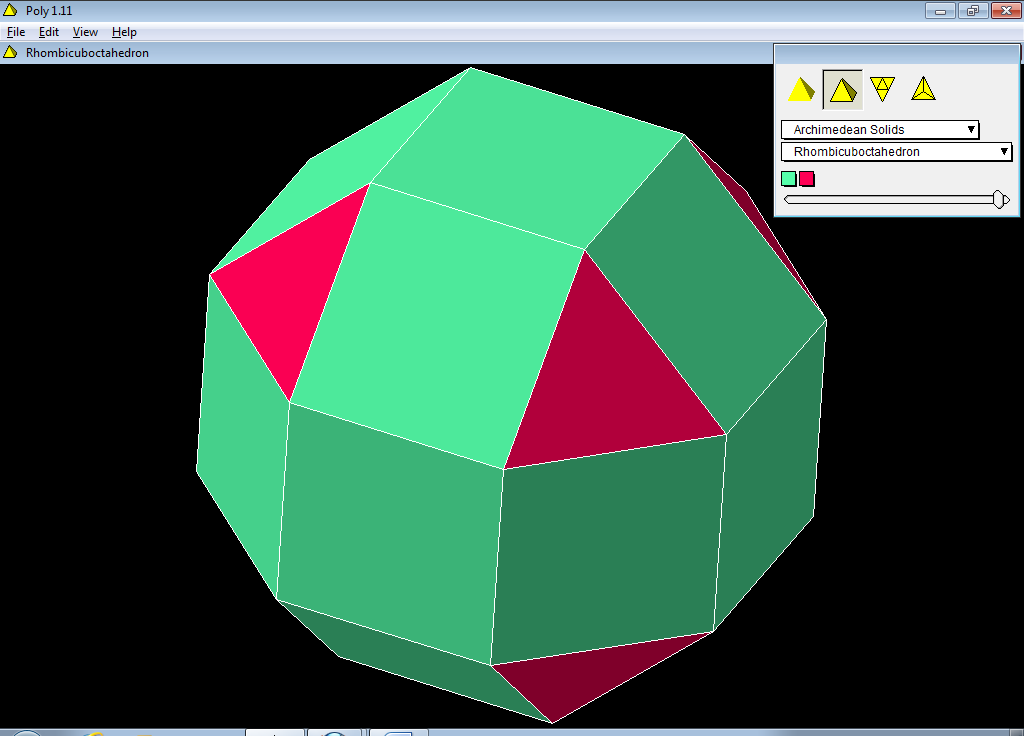 Poly 1.11
File Edit View Help
Rhombicuboctahedron
Archimedean Solids
Rhombicuboctahedron